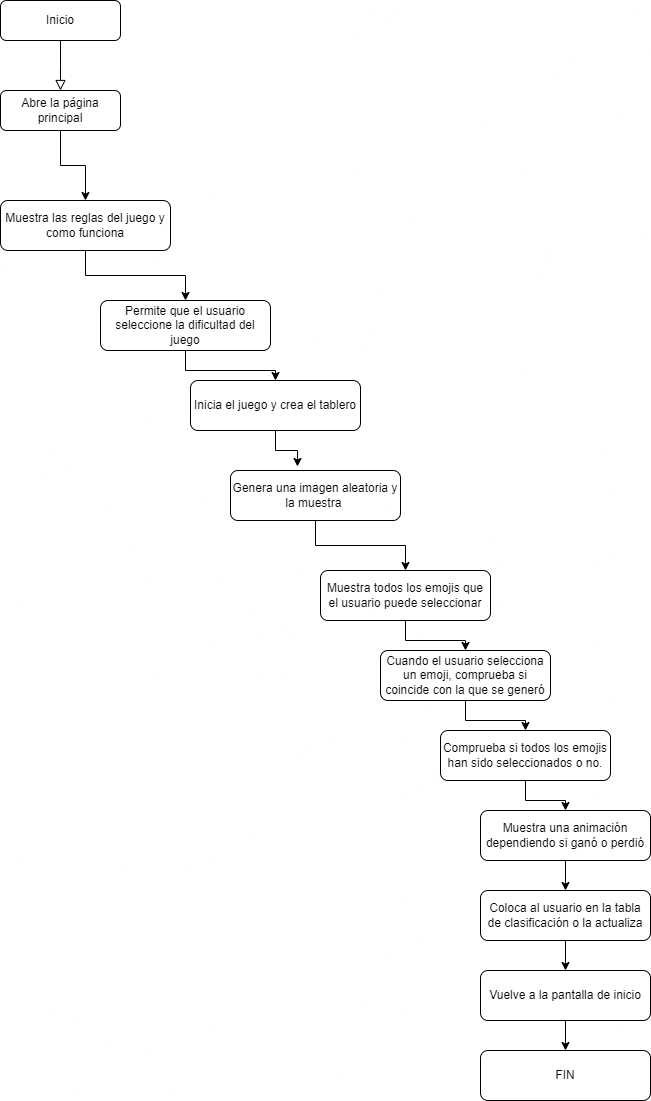 Inicio
Abre la página
principal
Muestra las reglas del juego y
como funciona
Permite que el usuario
seleccione la dificultad del
juego
Inicia el juego y crea el tablero
Genera una imagen aleatoria y
la muestra
Muestra todos los emojis que
el usuario puede seleccionar
Cuando el usuario selecciona
un emoji, comprueba si
coincide con la que se generó
Comprueba si todos los emojis
han sido seleccionados o no.
Muestra una animación
dependiendo si ganó o perdió
Coloca al usuario en la tabla
de clasificación o la actualiza
Vuelve a la pantalla de inicio
FIN